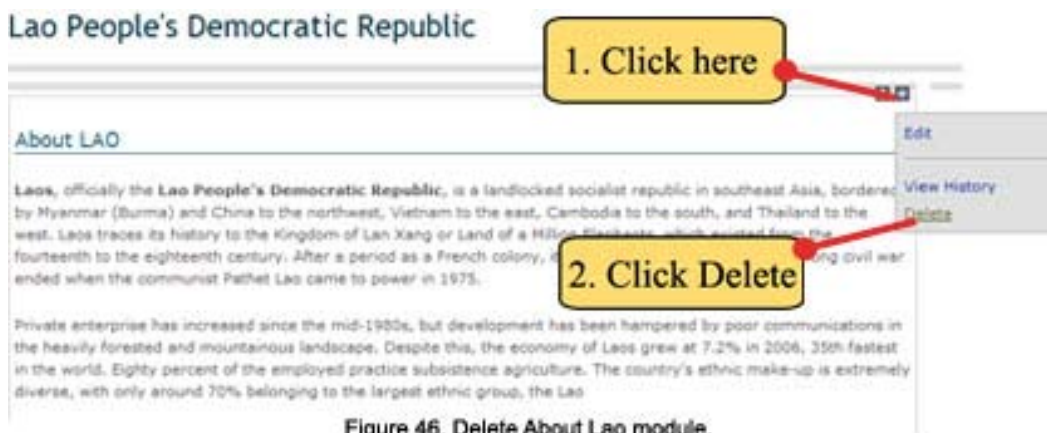 Lao People's Democratic Republic
1. Click here
About LAO
Edit
View History
Delete
Laos, officially the Lao People's Democratic Republic, is a landlocked socialist republic in southeast Asia, bordered
by Myanmar (Burma) and China to the northwest, Vietnam to the east, Cambodia to the south, and Thailand to the
west. Laos traces its history to the Kingdom of Lan Xang or Land of a Million Elephants, which existed from the
fourteenth to the eighteenth century. After a period as a French colony, civil war
ended when the communist Pathet Lao came to power in 1975.
2. Click Delete
Private enterprise has increased since the mid-1980s, but development has been hampered by poor communications in
the heavily forested and mountainous landscape. Despite this, the economy of Laos grew at 7.2% in 2006, 35th fastest
in the world. Eighty percent of the employed practice subsistence agriculture. The country's ethnic make-up is extremely
diverse, with only around 70% belonging to the largest ethnic group, the Lao
Figure 46. Delete About Lao module